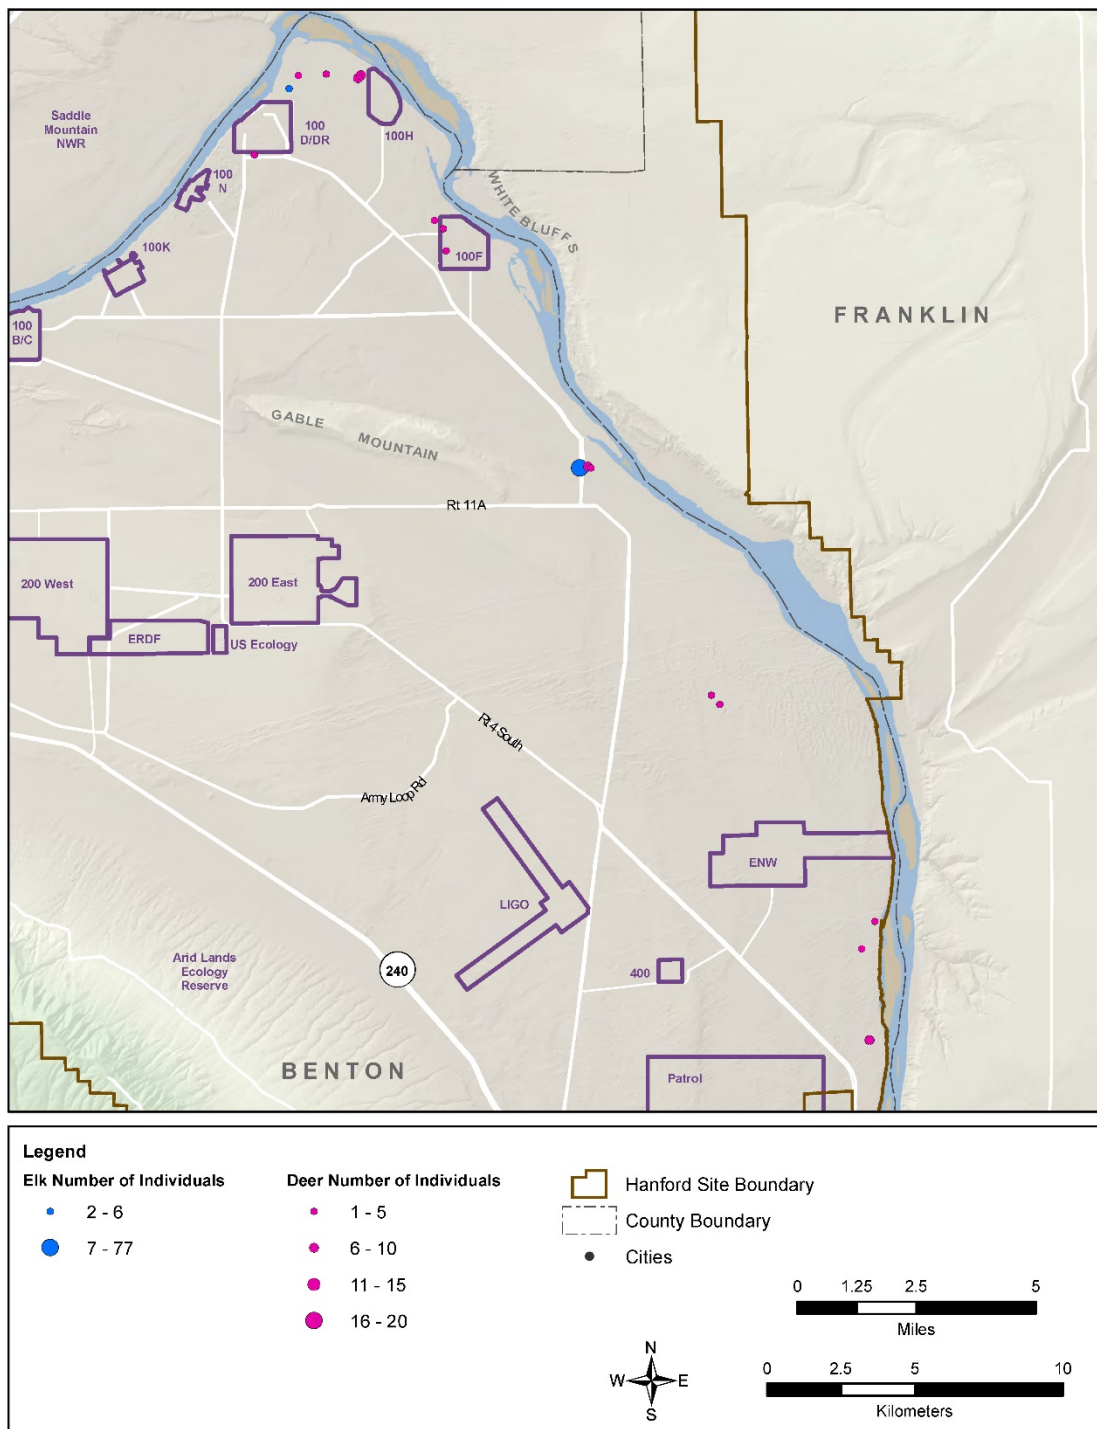 Saddle
Mountain
NWR
100
D/DR
100H
100
N
WHITE BLUFFS
100K
100F
FRANKLIN
100
B/C
GABLE
MOUNTAIN
Rt 11A
200 West
200 East
ERDF
US Ecology
Rt 4 South
Army Loop Rd
ENW
LIGO
Arid Lands
Ecology
Reserve
240
400
BENTON
Patrol
Legend
Elk Number of Individuals
2 - 6
7 - 77
Deer Number of Individuals
1 - 5
6 - 10
11 - 15
16 - 20
Hanford Site Boundary
County Boundary
Cities
0 1.25 2.5 5
Miles
N
W E
S
0 2.5 5 10
Kilometers